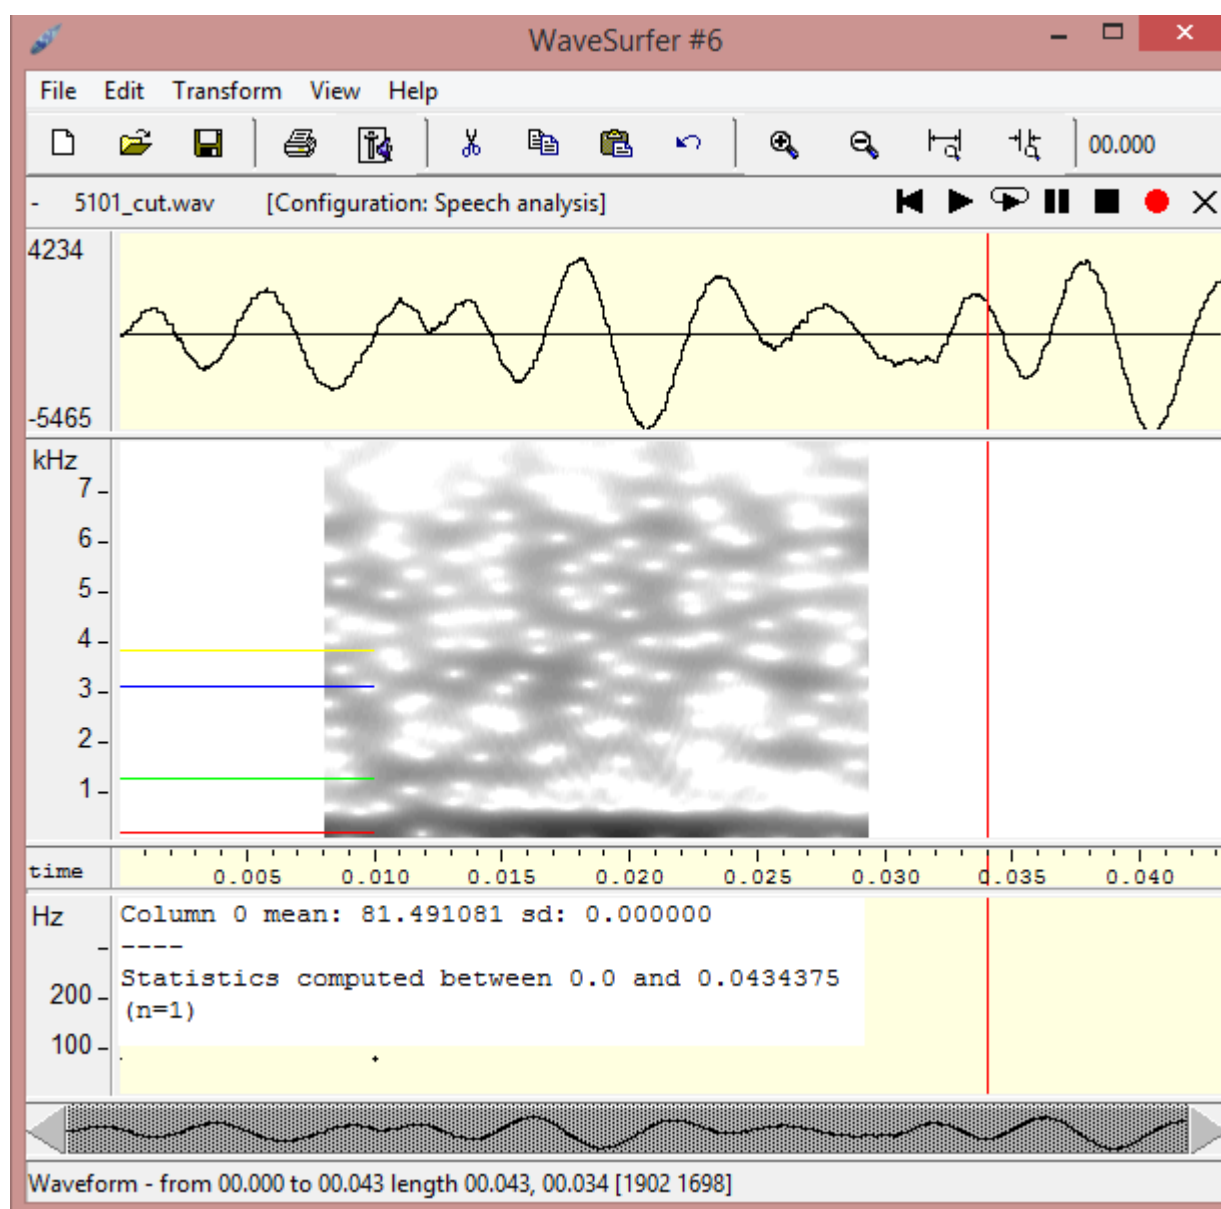 WaveSurfer #6
File Edit Transform View Help
00.000
- 5101_cut.wav [Configuration: Speech analysis]
4234
-5465
kHz
7
6
5
4
3
2
1
time 0.005 0.010 0.015 0.020 0.025 0.030 0.035 0.040
Hz
200
100
Column 0 mean: 81.491081 sd: 0.000000
----
Statistics computed between 0.0 and 0.0434375
(n=1)
Waveform - from 00.000 to 00.043 length 00.043, 00.034 [1902 1698]